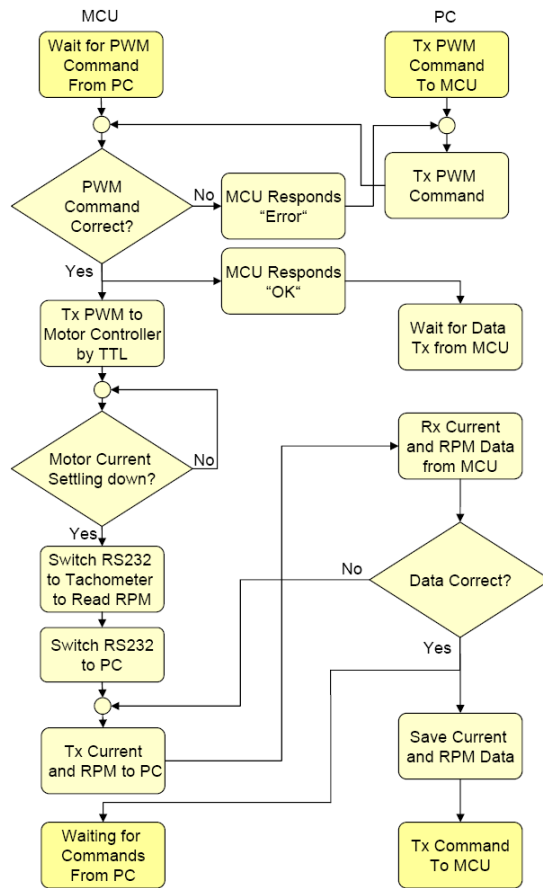 MCU
PC
Wait for PWM
Command
From PC
Tx PWM
Command
To MCU
PWM
Command
Correct?
No
MCU Responds
“Error“
Tx PWM
Command
Yes
MCU Responds
“OK“
Tx PWM to
Motor Controller
by TTL
Wait for Data
Tx from MCU
Motor Current
Settling down?
No
Rx Current
and RPM Data
from MCU
Yes
Switch RS232
to Tachometer
to Read RPM
No
Data Correct?
Switch RS232
to PC
Yes
Tx Current
and RPM to PC
Save Current
and RPM Data
Waiting for
Commands
From PC
Tx Command
To MCU